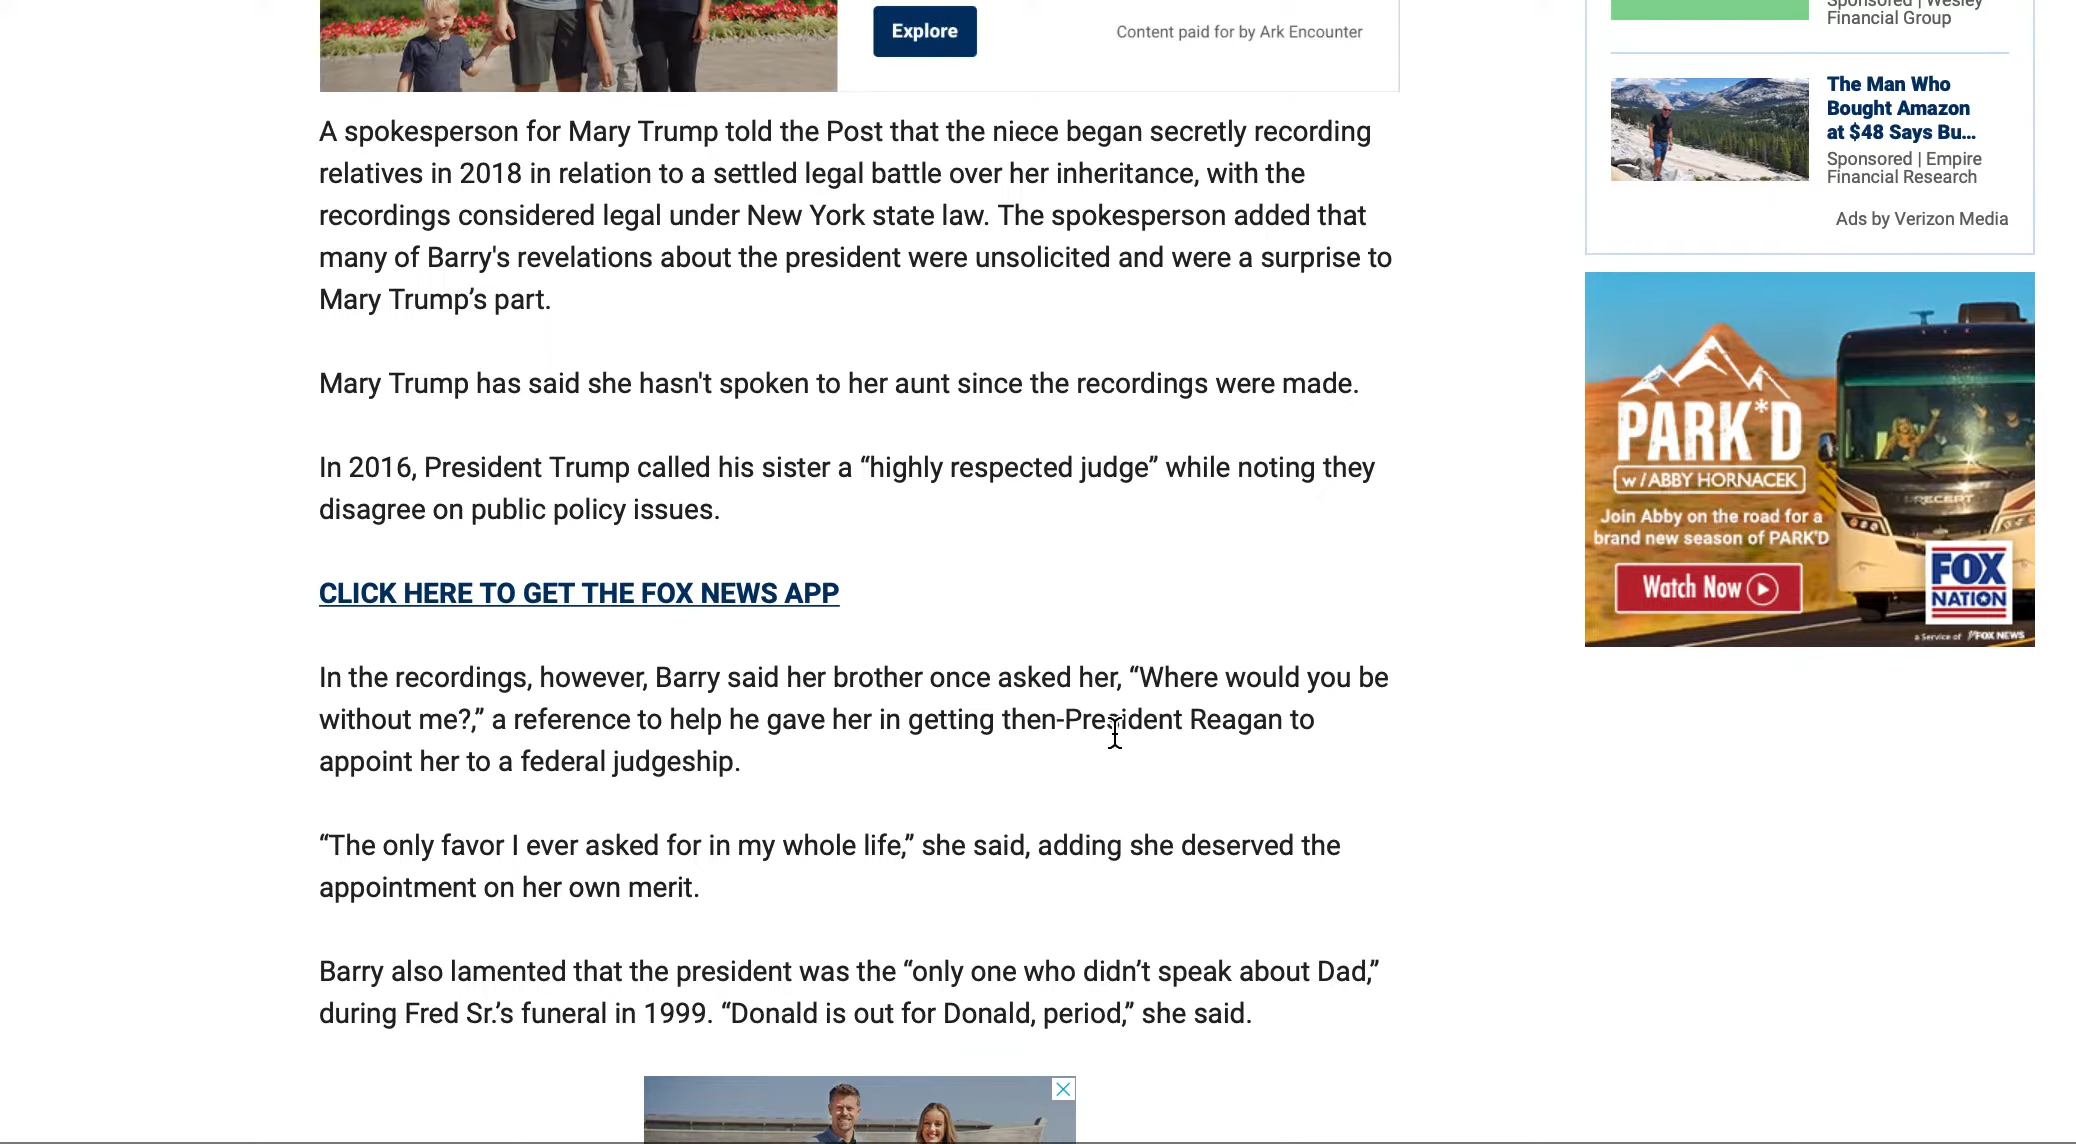 Explore
Content paid for by Ark Encounter
A spokesperson for Mary Trump told the Post that the niece began secretly recording
relatives in 2018 in relation to a settled legal battle over her inheritance, with the
recordings considered legal under New York state law. The spokesperson added that
many of Barry's revelations about the president were unsolicited and were a surprise to
Mary Trump’s part.
Mary Trump has said she hasn't spoken to her aunt since the recordings were made.
In 2016, President Trump called his sister a “highly respected judge” while noting they
disagree on public policy issues.
CLICK HERE TO GET THE FOX NEWS APP
In the recordings, however, Barry said her brother once asked her, “Where would you be
without me?,” a reference to help he gave her in getting then-President Reagan to
appoint her to a federal judgeship.
“The only favor I ever asked for in my whole life,” she said, adding she deserved the
appointment on her own merit.
Barry also lamented that the president was the “only one who didn’t speak about Dad,”
during Fred Sr.’s funeral in 1999. “Donald is out for Donald, period,” she said.
Sponsored | Wesley
Financial Group
The Man Who
Bought Amazon
at $48 Says Bu...
Sponsored | Empire
Financial Research
Ads by Verizon Media
PARK*D
w/ABBY HORNACEK
Join Abby on the road for a
brand new season of PARK'D
Watch Now
PRECEPT
FOX
NATION
a Service of FOX NEWS